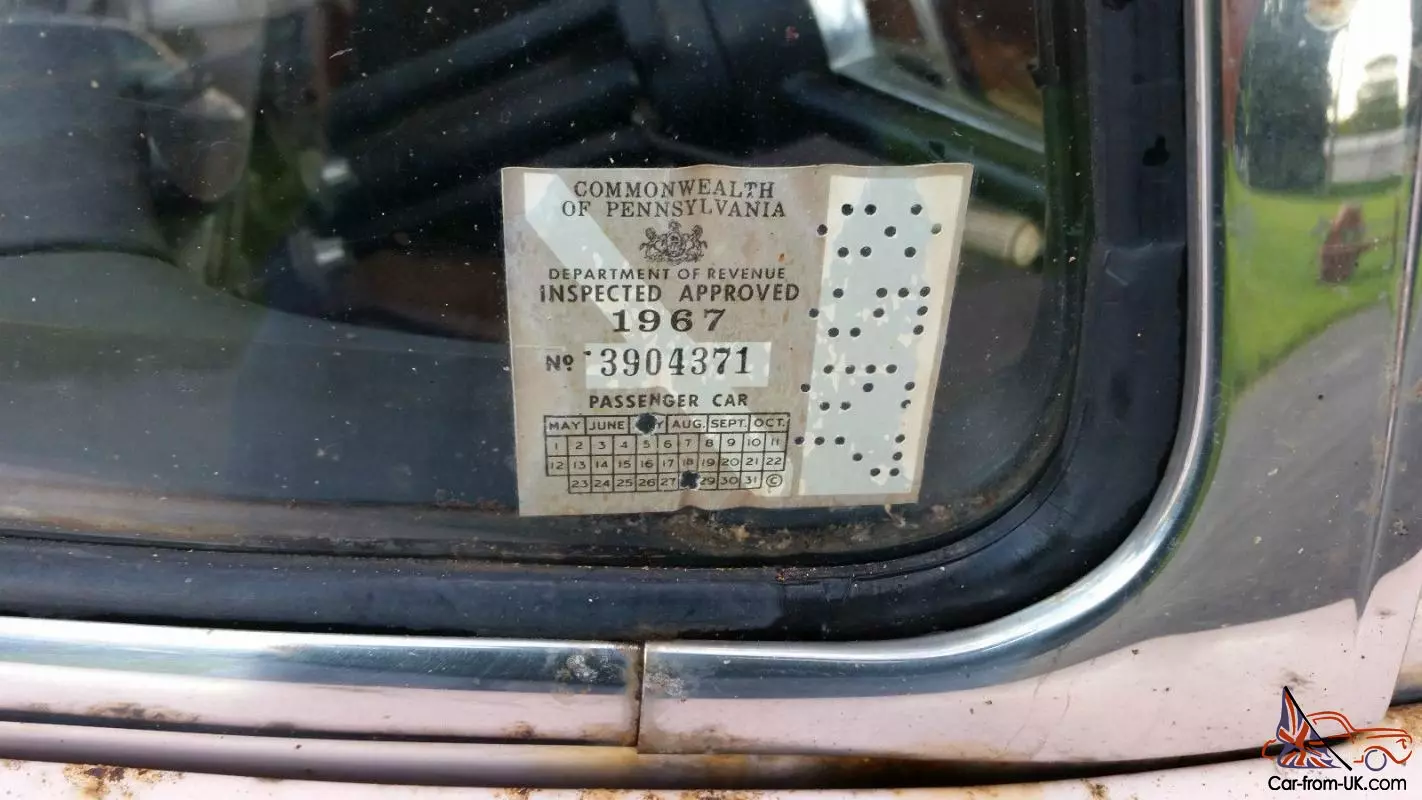 COMMONWEALTH
OF PENNSYLVANIA
DEPARTMENT OF REVENUE
INSPECTED APPROVED
1967
No. 3904371
PASSENGER CAR
MAY JUNE AUG. SEPT. OCT.
1 2 3 4 5 6 7 8 9 10 11
12 13 14 15 16 17 18 19 20 21 22
23 24 25 26 27 29 30 31 ©
Car-from-UK.com